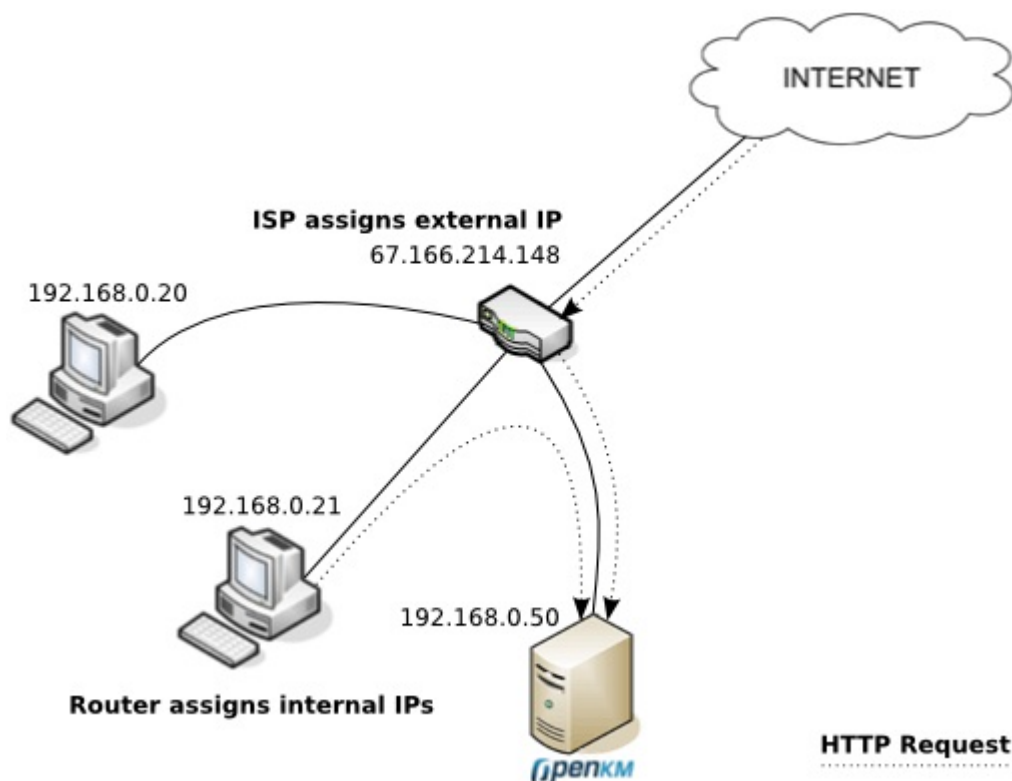 INTERNET
ISP assigns external IP
67.166.214.148
192.168.0.20
192.168.0.21
192.168.0.50
Router assigns internal IPs
HTTP Request
OPENKM